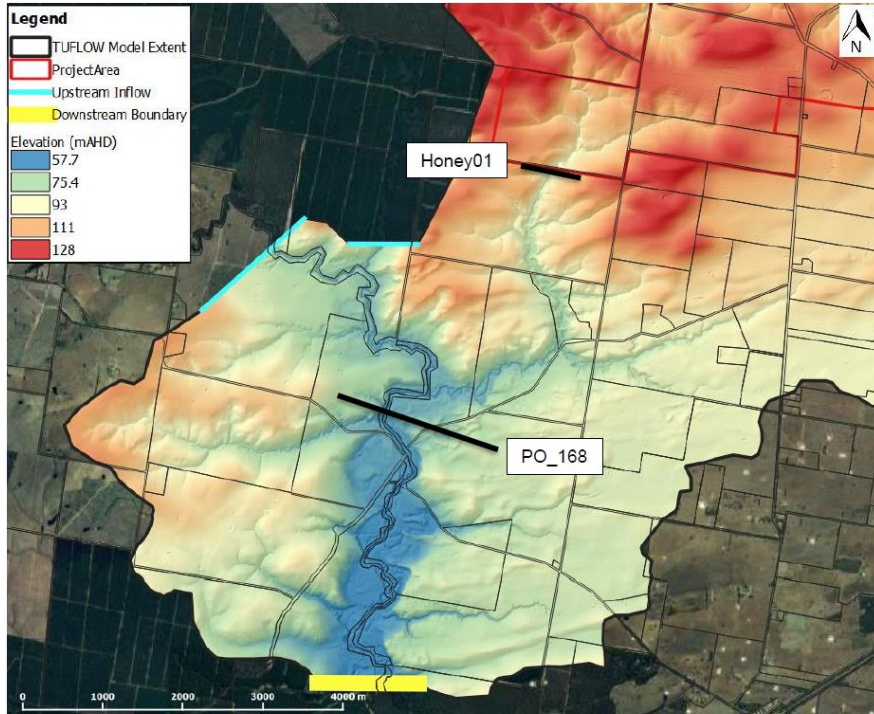 Legend
TUFLOW Model Extent
ProjectArea
Upstream Inflow
Downstream Boundary
Elevation (mAHD)
57.7
75.4
93
111
128
N
Honey01
PO_168
0 1000 2000 3000 4000 m